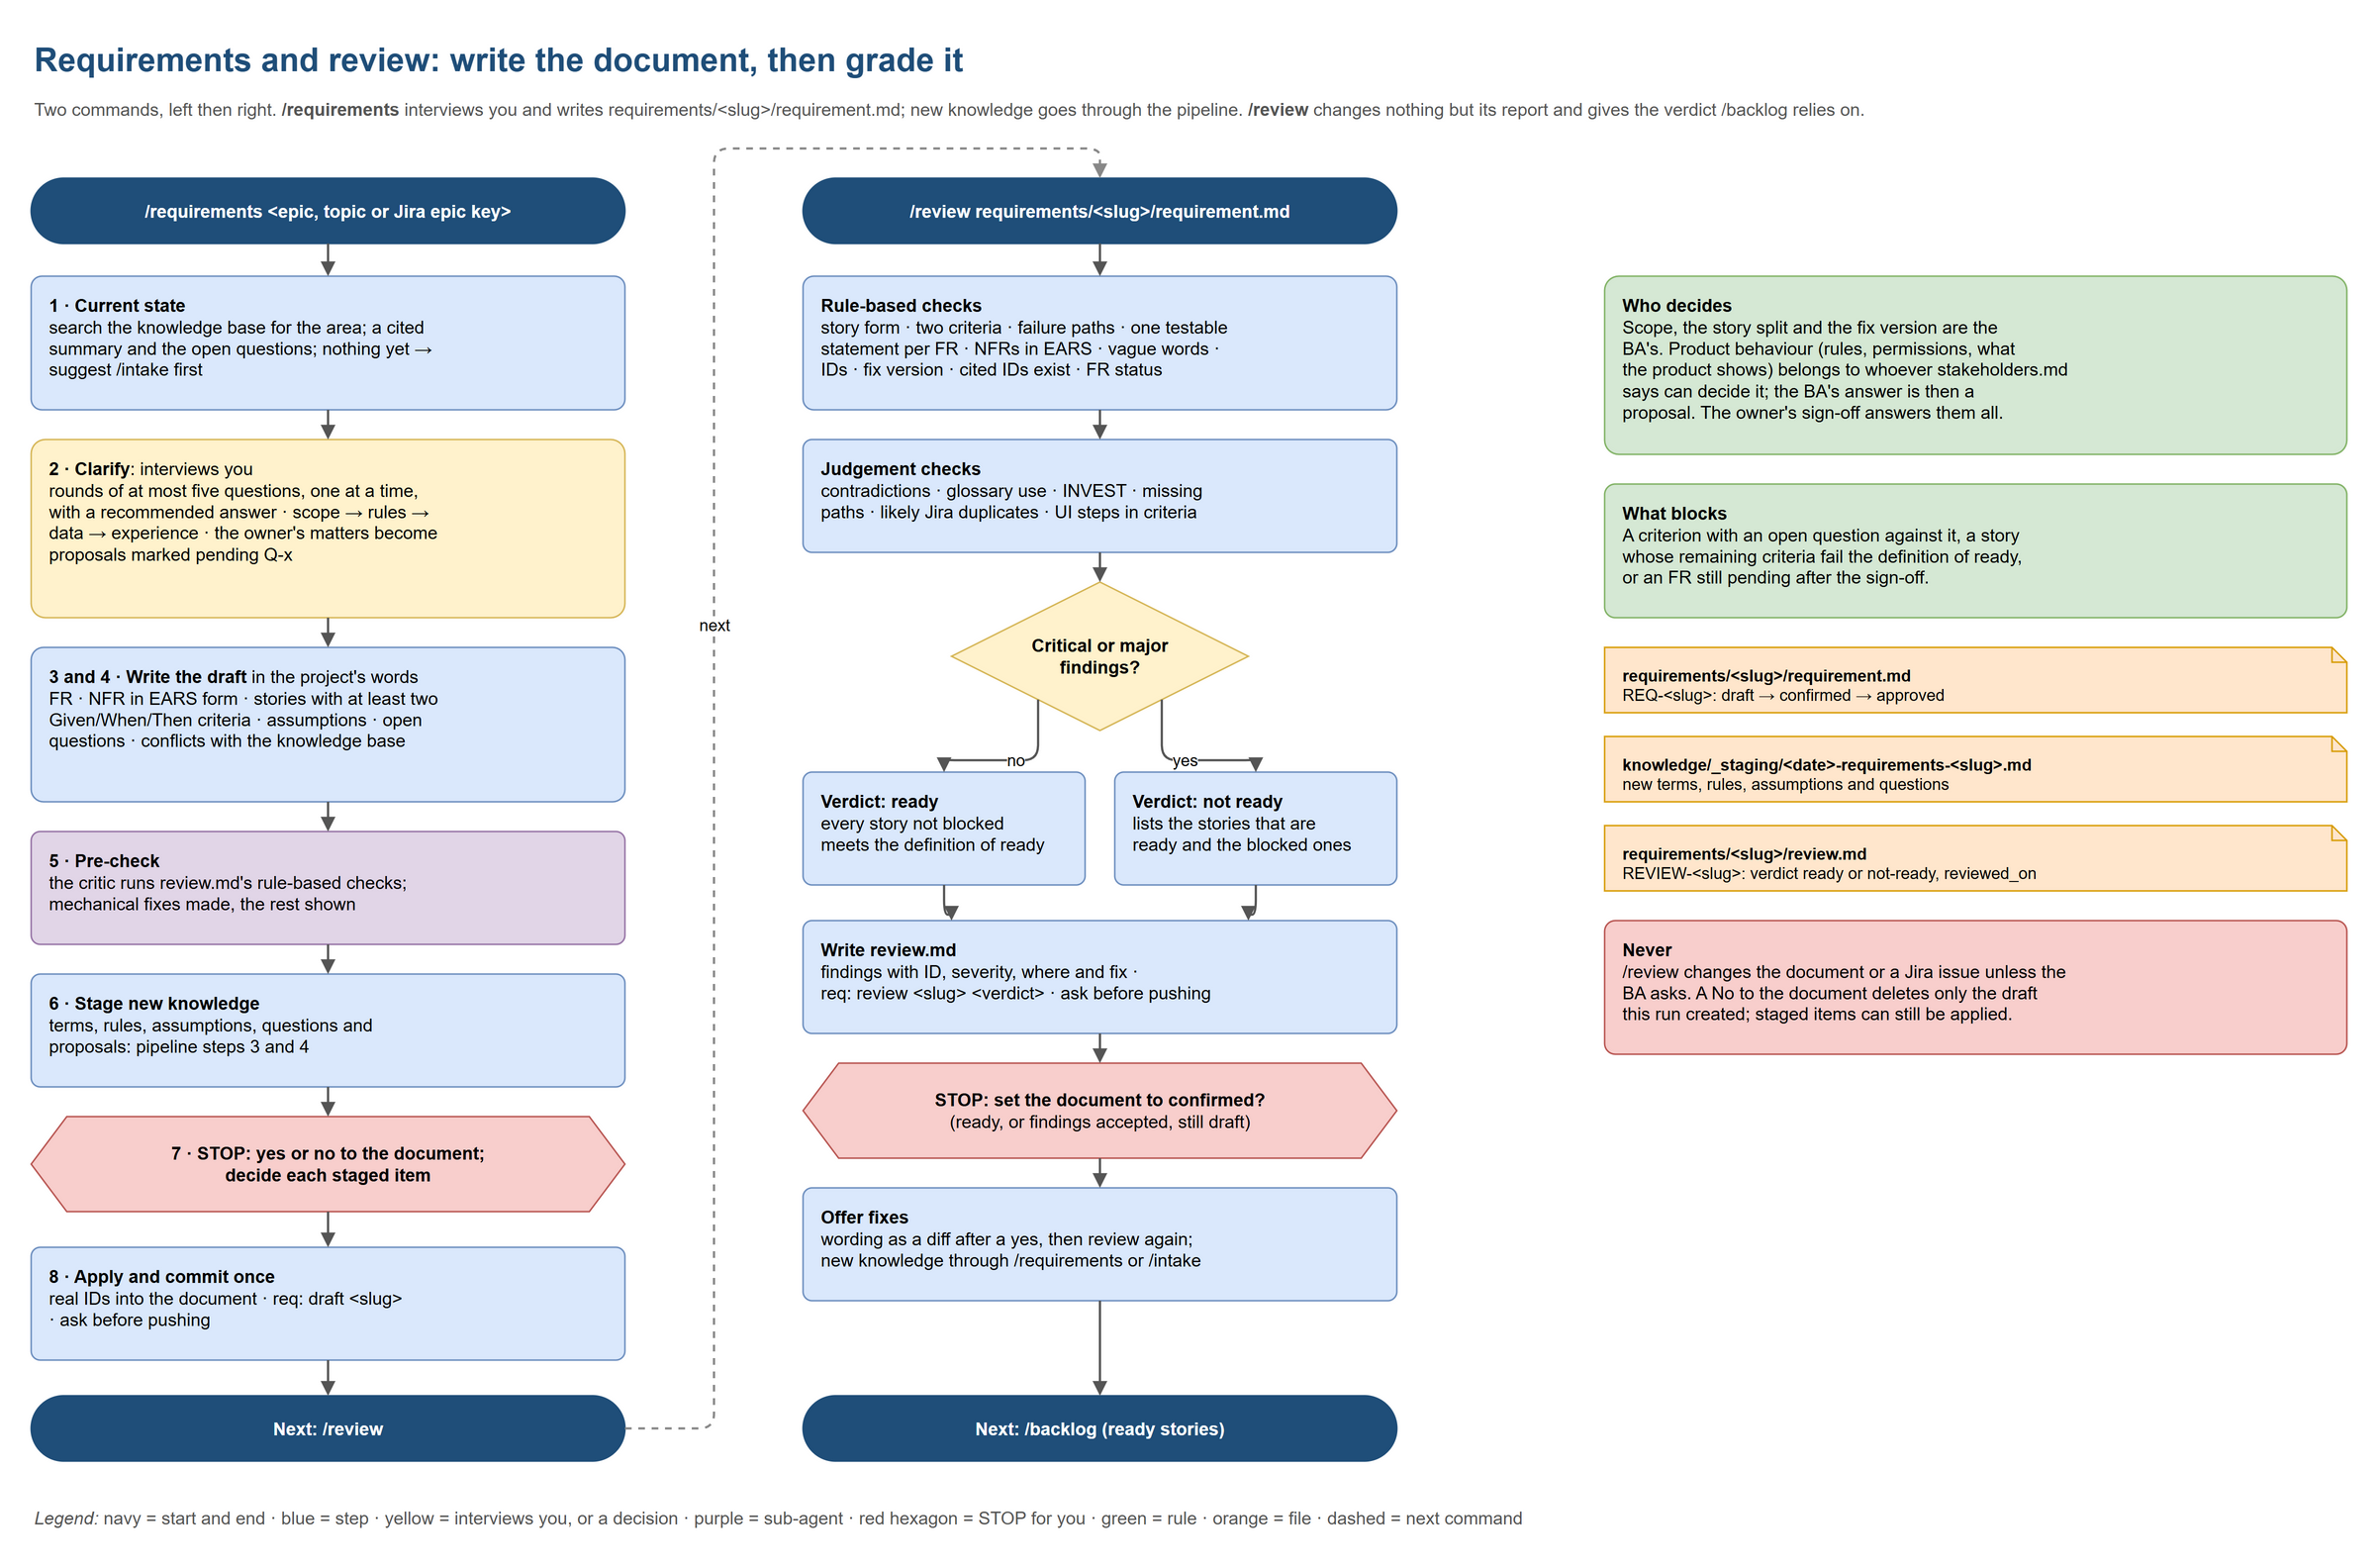 Requirements and review: write the document, then grade it
Two commands, left then right. /requirements interviews you and writes requirements/<slug>/requirement.md; new knowledge goes through the pipeline. /review changes nothing but its report and gives the verdict /backlog relies on.
/requirements <epic, topic or Jira epic key>
1 · Current state
search the knowledge base for the area; a cited
summary and the open questions; nothing yet →
suggest /intake first
2 · Clarify: interviews you
rounds of at most five questions, one at a time,
with a recommended answer · scope → rules →
data → experience · the owner's matters become
proposals marked pending Q-x
3 and 4 · Write the draft in the project's words
FR · NFR in EARS form · stories with at least two
Given/When/Then criteria · assumptions · open
questions · conflicts with the knowledge base
5 · Pre-check
the critic runs review.md's rule-based checks;
mechanical fixes made, the rest shown
6 · Stage new knowledge
terms, rules, assumptions, questions and
proposals: pipeline steps 3 and 4
7 · STOP: yes or no to the document;
decide each staged item
8 · Apply and commit once
real IDs into the document · req: draft <slug>
· ask before pushing
Next: /review
next
/review requirements/<slug>/requirement.md
Rule-based checks
story form · two criteria · failure paths · one testable
statement per FR · NFRs in EARS · vague words ·
IDs · fix version · cited IDs exist · FR status
Judgement checks
contradictions · glossary use · INVEST · missing
paths · likely Jira duplicates · UI steps in criteria
Critical or major
findings?
no
yes
Verdict: ready
every story not blocked
meets the definition of ready
Verdict: not ready
lists the stories that are
ready and the blocked ones
Write review.md
findings with ID, severity, where and fix ·
req: review <slug> <verdict> · ask before pushing
STOP: set the document to confirmed?
(ready, or findings accepted, still draft)
Offer fixes
wording as a diff after a yes, then review again;
new knowledge through /requirements or /intake
Next: /backlog (ready stories)
Who decides
Scope, the story split and the fix version are the
BA's. Product behaviour (rules, permissions, what
the product shows) belongs to whoever stakeholders.md
says can decide it; the BA's answer is then a
proposal. The owner's sign-off answers them all.
What blocks
A criterion with an open question against it, a story
whose remaining criteria fail the definition of ready,
or an FR still pending after the sign-off.
requirements/<slug>/requirement.md
REQ-<slug>: draft → confirmed → approved
knowledge/_staging/<date>-requirements-<slug>.md
new terms, rules, assumptions and questions
requirements/<slug>/review.md
REVIEW-<slug>: verdict ready or not-ready, reviewed_on
Never
/review changes the document or a Jira issue unless the
BA asks. A No to the document deletes only the draft
this run created; staged items can still be applied.
Legend: navy = start and end · blue = step · yellow = interviews you, or a decision · purple = sub-agent · red hexagon = STOP for you · green = rule · orange = file · dashed = next command